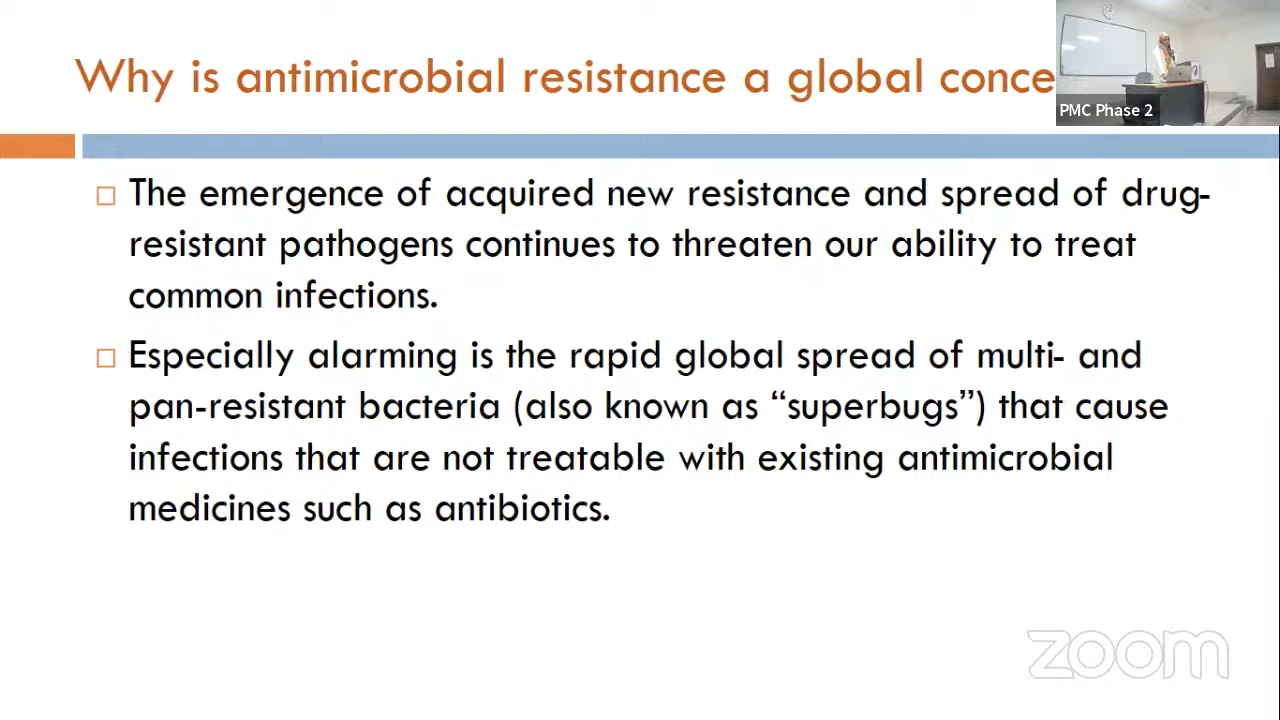 Why is antimicrobial resistance a global conce
PMC Phase 2
The emergence of acquired new resistance and spread of drug-
resistant pathogens continues to threaten our ability to treat
common infections.
Especially alarming is the rapid global spread of multi- and
pan-resistant bacteria (also known as “superbugs”) that cause
infections that are not treatable with existing antimicrobial
medicines such as antibiotics.
zoom